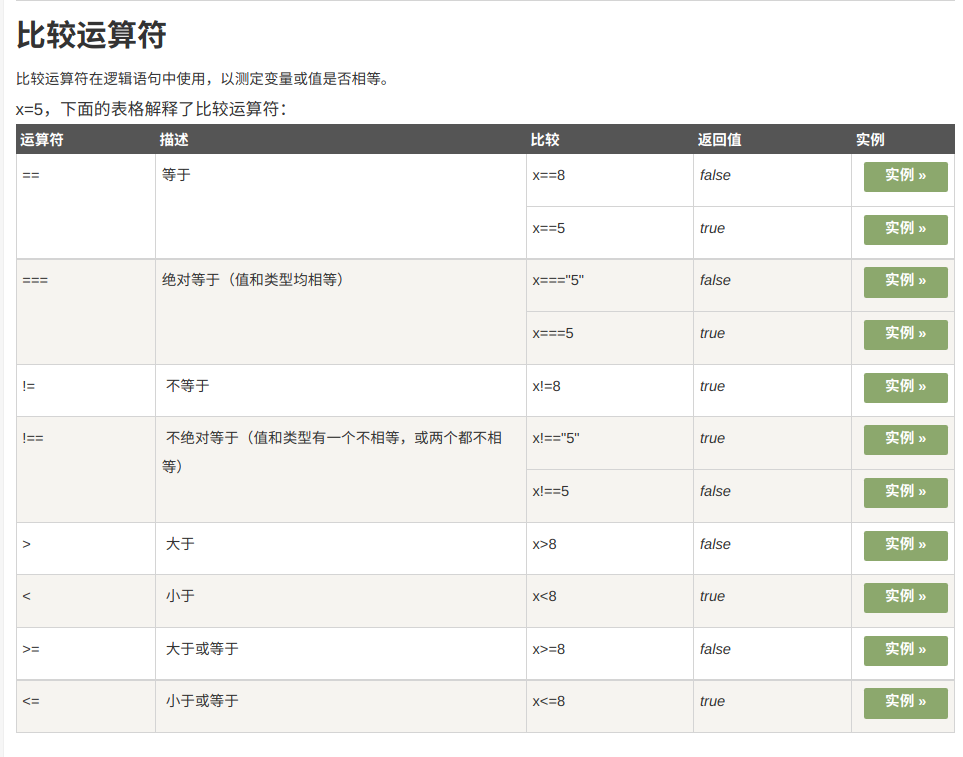 比较运算符
比较运算符在逻辑语句中使用，以测定变量或值是否相等。
x=5，下面的表格解释了比较运算符：
运算符 描述 比较 返回值 实例
== 等于 x==8 false 实例 »
x==5 true 实例 »
=== 绝对等于（值和类型均相等） x==="5" false 实例 »
x===5 true 实例 »
!= 不等于 x!=8 true 实例 »
!== 不绝对等于（值和类型有一个不相等，或两个都不相 x!=="5" true 实例 »
等）
x!==5 false 实例 »
> 大于 x>8 false 实例 »
< 小于 x<8 true 实例 »
>= 大于或等于 x>=8 false 实例 »
<= 小于或等于 x<=8 true 实例 »